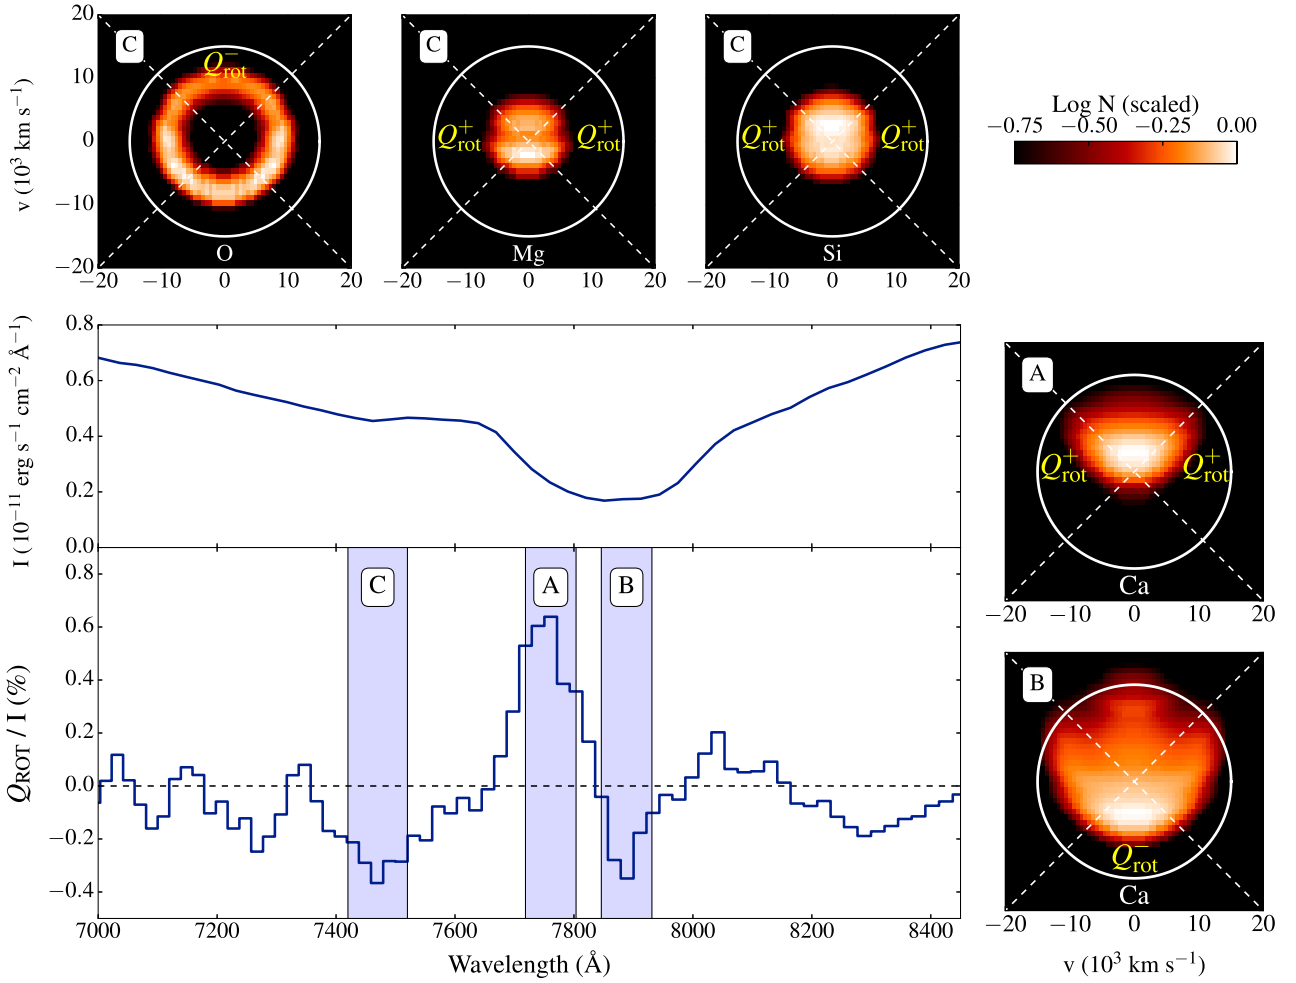 C
C
C
Q⁻rot
Q⁺rot Q⁺rot
Q⁺rot Q⁺rot
O
Mg
Si
v (10³ km s⁻¹)
20
10
0
−10
−20
−20 −10 0 10 20
−20 −10 0 10 20
−20 −10 0 10 20
Log N (scaled)
−0.75 −0.50 −0.25 0.00
I (10⁻¹¹ erg s⁻¹ cm⁻² Å⁻¹)
0.8
0.6
0.4
0.2
0.0
A
Q⁺rot Q⁺rot
Ca
−20 −10 0 10 20
QROT / I (%)
0.8
0.6
0.4
0.2
0.0
−0.2
−0.4
C
A
B
7000 7200 7400 7600 7800 8000 8200 8400
Wavelength (Å)
B
Q⁻rot
Ca
−20 −10 0 10 20
v (10³ km s⁻¹)